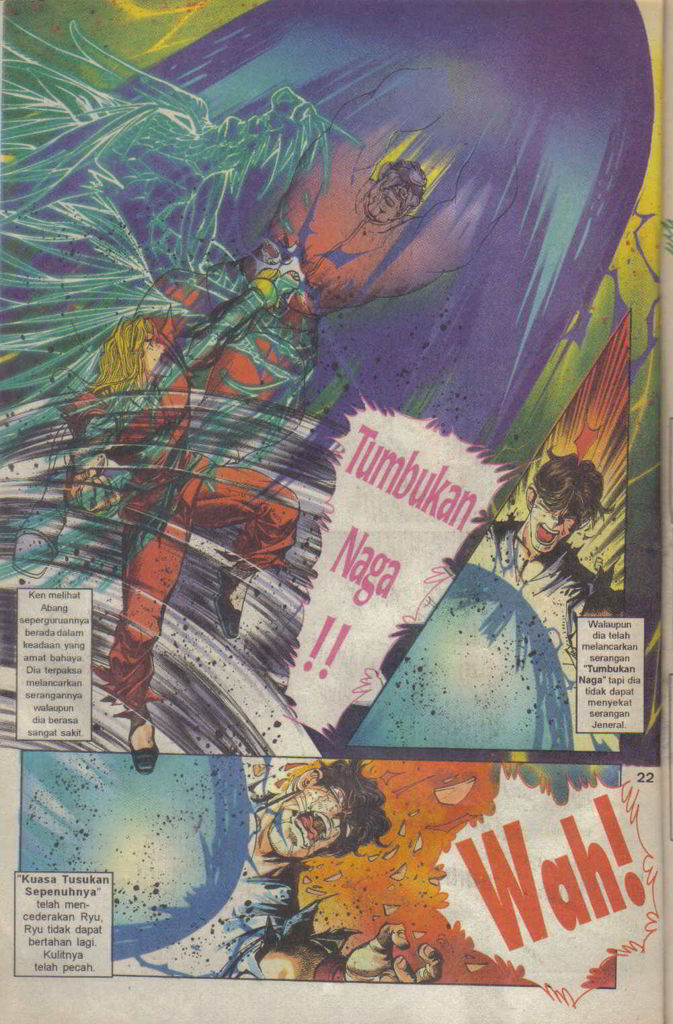 Tumbukan
Naga
!!
Ken melihat
Abang
seperguruannya
berada dalam
keadaan yang
amat bahaya.
Dia terpaksa
melancarkan
serangannya
walaupun
dia berasa
sangat sakit.
Walaupun
dia telah
melancarkan
serangan
"Tumbukan
Naga" tapi dia
tidak dapat
menyekat
serangan
Jeneral.
22
Wah!
"Kuasa Tusukan
Sepenuhnya"
telah men-
cederakan Ryu,
Ryu tidak dapat
bertahan lagi.
Kulitnya
telah pecah.